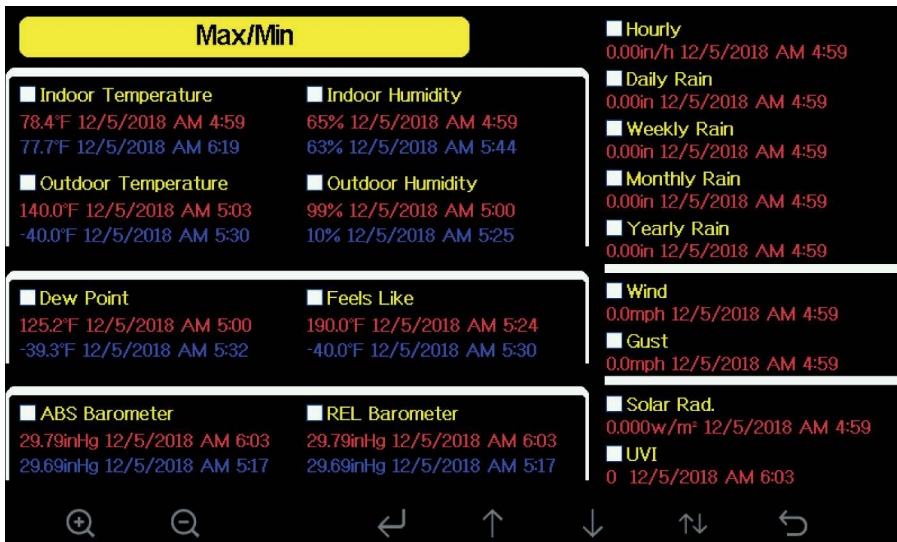 Max/Min
Indoor Temperature
78.4°F 12/5/2018 AM 4:59
77.7°F 12/5/2018 AM 6:19
Indoor Humidity
65% 12/5/2018 AM 4:59
63% 12/5/2018 AM 5:44
Outdoor Temperature
140.0°F 12/5/2018 AM 5:03
-40.0°F 12/5/2018 AM 5:30
Outdoor Humidity
99% 12/5/2018 AM 5:00
10% 12/5/2018 AM 5:25
Dew Point
125.2°F 12/5/2018 AM 5:00
-39.3°F 12/5/2018 AM 5:32
Feels Like
190.0°F 12/5/2018 AM 5:24
-40.0°F 12/5/2018 AM 5:30
ABS Barometer
29.79inHg 12/5/2018 AM 6:03
29.69inHg 12/5/2018 AM 5:17
REL Barometer
29.79inHg 12/5/2018 AM 6:03
29.69inHg 12/5/2018 AM 5:17
Hourly
0.00in/h 12/5/2018 AM 4:59
Daily Rain
0.00in 12/5/2018 AM 4:59
Weekly Rain
0.00in 12/5/2018 AM 4:59
Monthly Rain
0.00in 12/5/2018 AM 4:59
Yearly Rain
0.00in 12/5/2018 AM 4:59
Wind
0.0mph 12/5/2018 AM 4:59
Gust
0.0mph 12/5/2018 AM 4:59
Solar Rad.
0.000w/m² 12/5/2018 AM 4:59
UVI
0 12/5/2018 AM 6:03